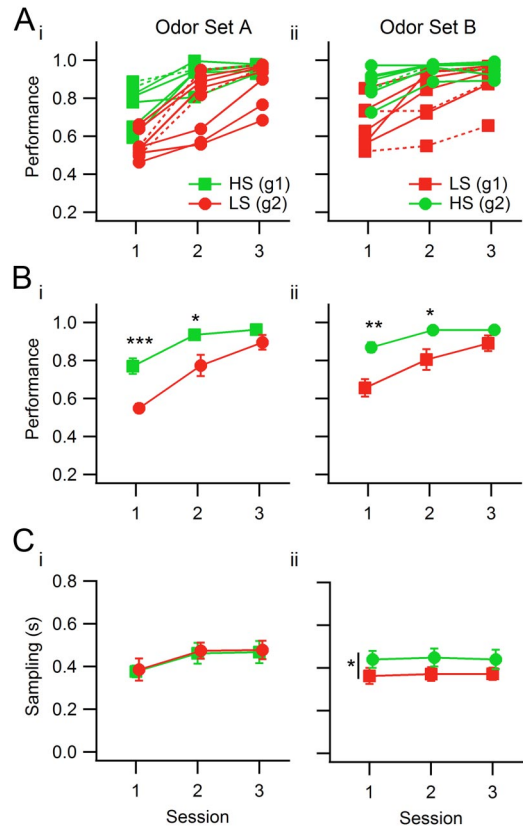 A
i
Odor Set A
ii
Odor Set B
Performance
1.0
0.8
0.6
0.4
0.2
HS (g1)
LS (g2)
LS (g1)
HS (g2)
1 2 3
1 2 3
B
i
ii
Performance
1.0
0.8
0.6
0.4
0.2
***
*
**
*
1 2 3
1 2 3
C
i
ii
Sampling (s)
0.8
0.6
0.4
0.2
0.0
*
1 2 3
1 2 3
Session
Session